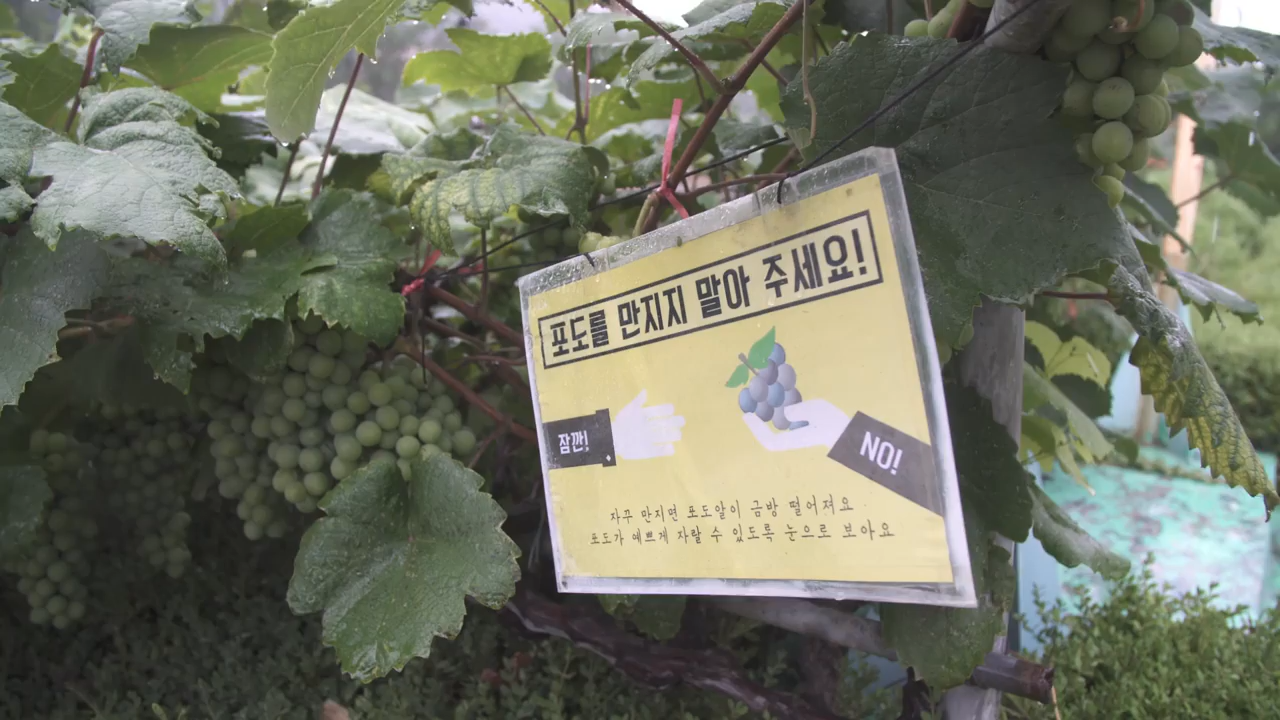 포도를 만지지 말아 주세요!
잠깐!
NO!
자꾸 만지면 포도알이 금방 떨어져요
포도가 예쁘게 자랄 수 있도록 눈으로 보아요